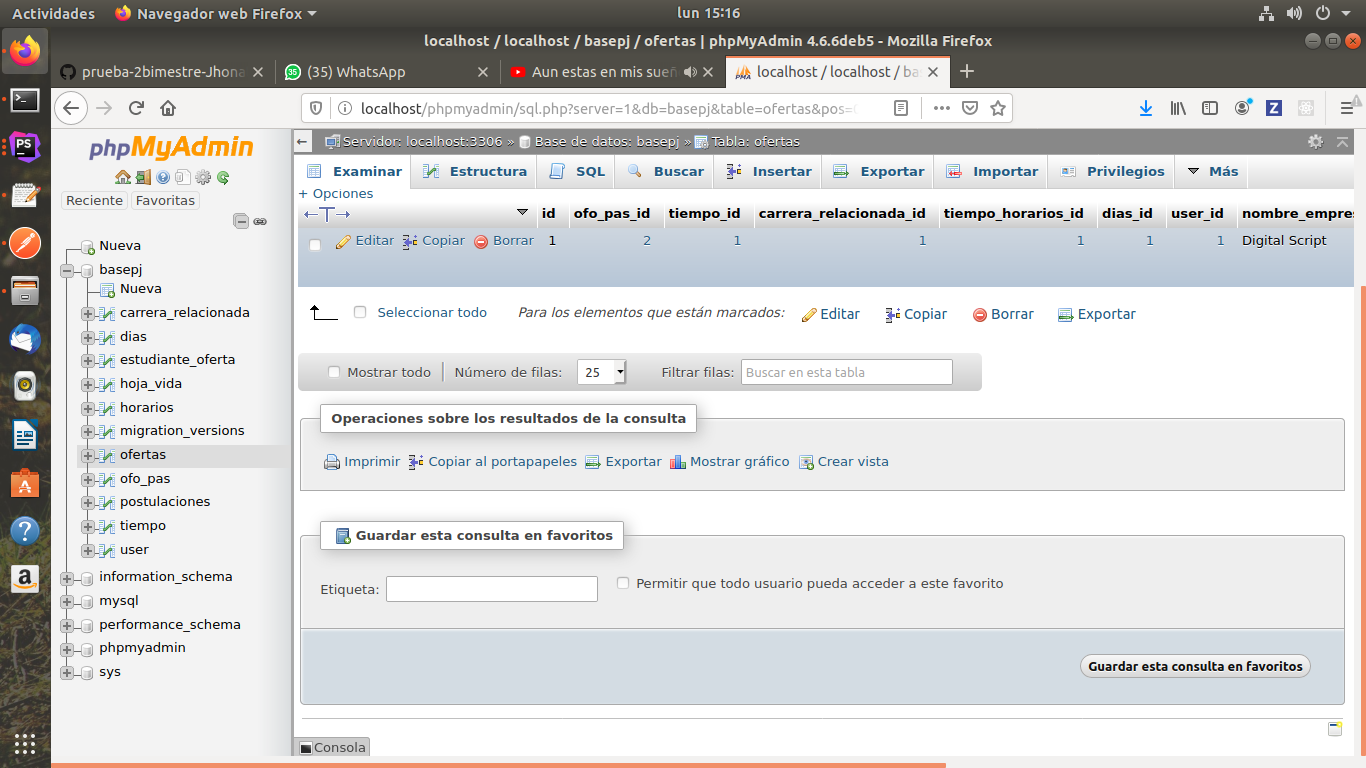 Actividades Navegador web Firefox lun 15:16
localhost / localhost / basepj / ofertas | phpMyAdmin 4.6.6deb5 - Mozilla Firefox
prueba-2bimestre-Jhona (35) WhatsApp Aun estas en mis sueñ localhost / localhost / bas
localhost/phpmyadmin/sql.php?server=1&db=basepj&table=ofertas&pos=
phpMyAdmin
Reciente Favoritas
Nueva
basepj
Nueva
carrera_relacionada
dias
estudiante_oferta
hoja_vida
horarios
migration_versions
ofertas
ofo_pas
postulaciones
tiempo
user
information_schema
mysql
performance_schema
phpmyadmin
sys
Servidor: localhost:3306 » Base de datos: basepj » Tabla: ofertas
Examinar Estructura SQL Buscar Insertar Exportar Importar Privilegios Más
+ Opciones
id ofo_pas_id tiempo_id carrera_relacionada_id tiempo_horarios_id dias_id user_id nombre_empres
Editar Copiar Borrar 1 2 1 1 1 1 1 Digital Script
Seleccionar todo Para los elementos que están marcados: Editar Copiar Borrar Exportar
Mostrar todo Número de filas: 25 Filtrar filas: Buscar en esta tabla
Operaciones sobre los resultados de la consulta
Imprimir Copiar al portapapeles Exportar Mostrar gráfico Crear vista
Guardar esta consulta en favoritos
Etiqueta: Permitir que todo usuario pueda acceder a este favorito
Guardar esta consulta en favoritos
Consola